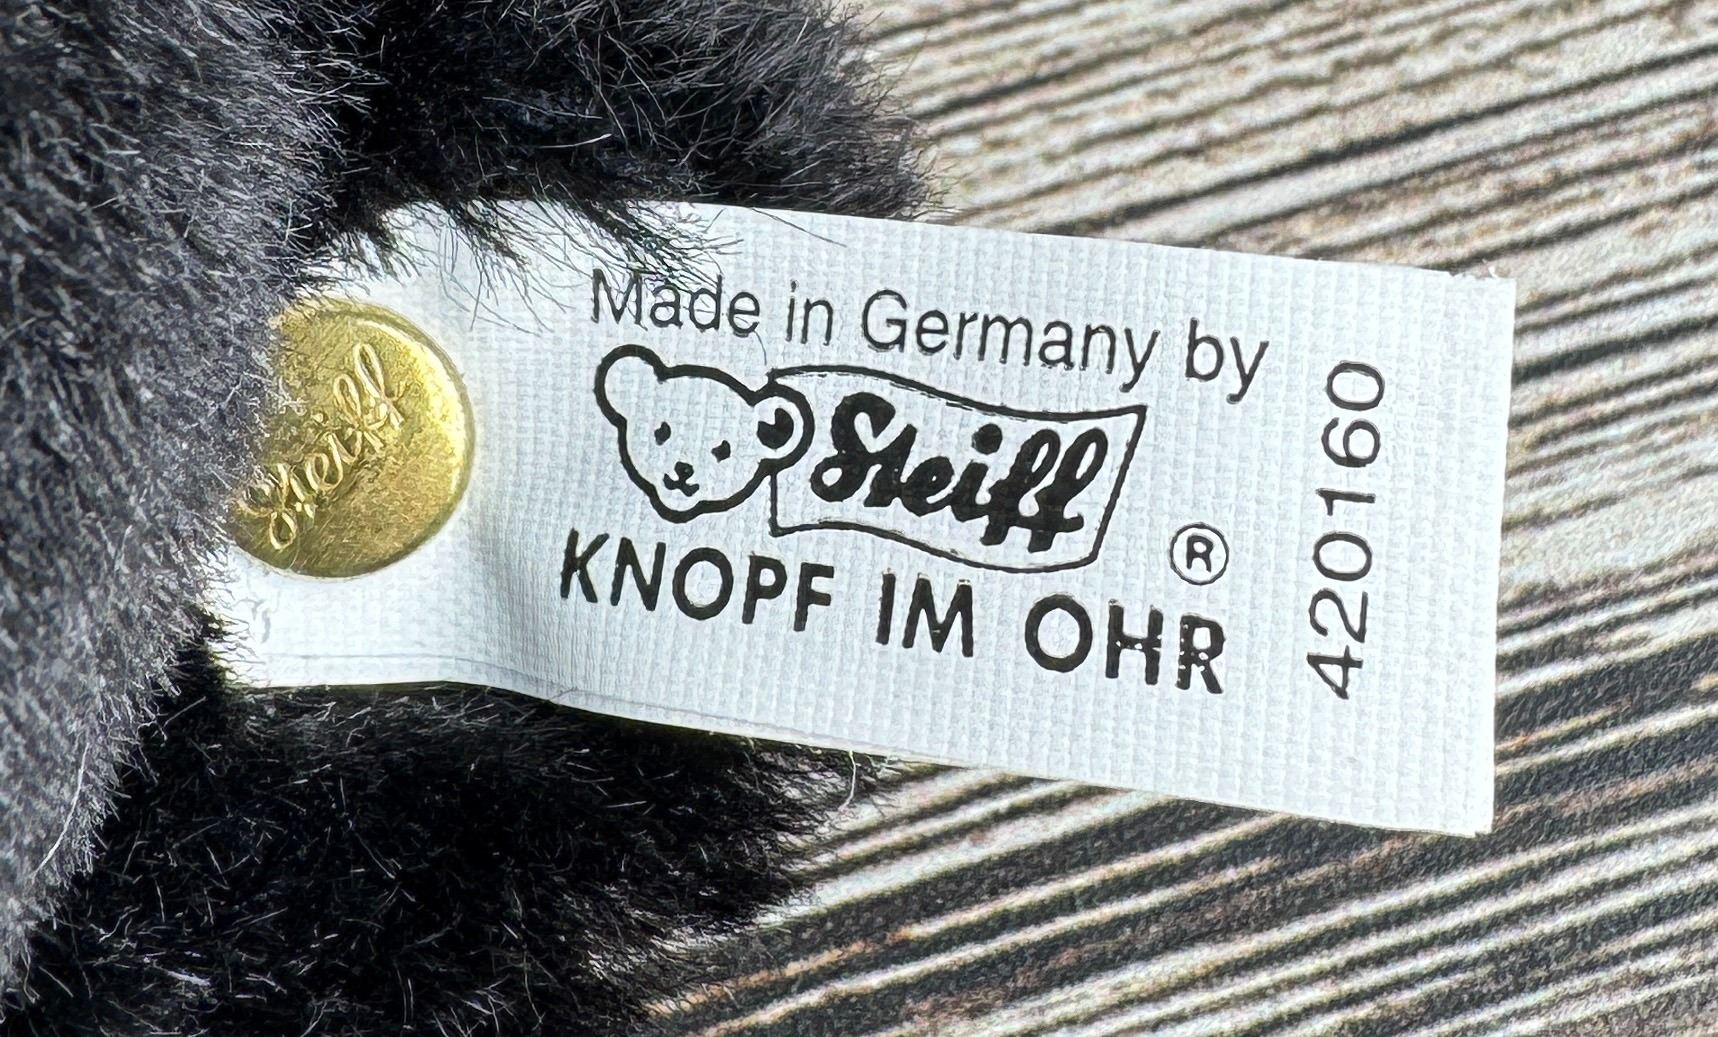 Steiff
Made in Germany by
Steiff
®
KNOPF IM OHR
420160